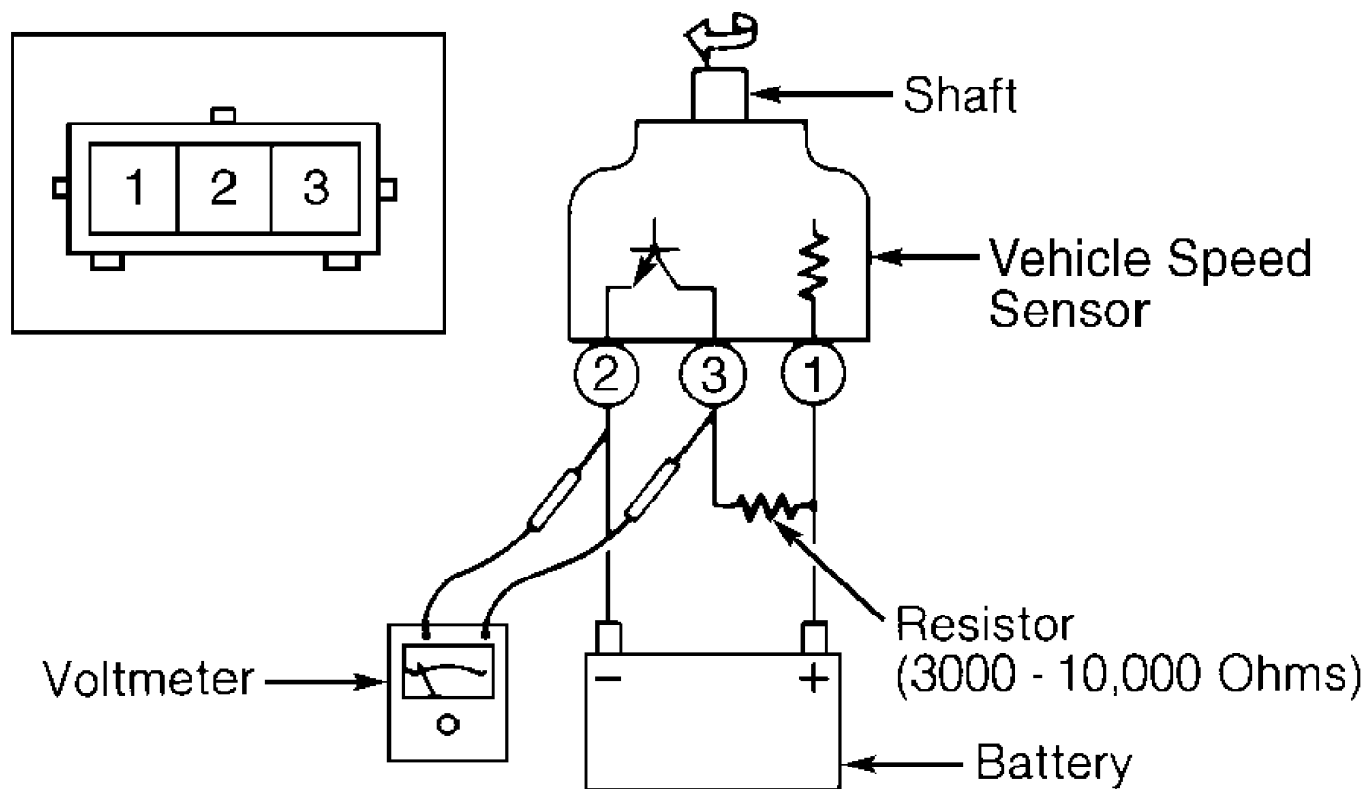 Shaft
1 2 3
Vehicle Speed
Sensor
2 3 1
Resistor
(3000 - 10,000 Ohms)
Voltmeter
- +
Battery